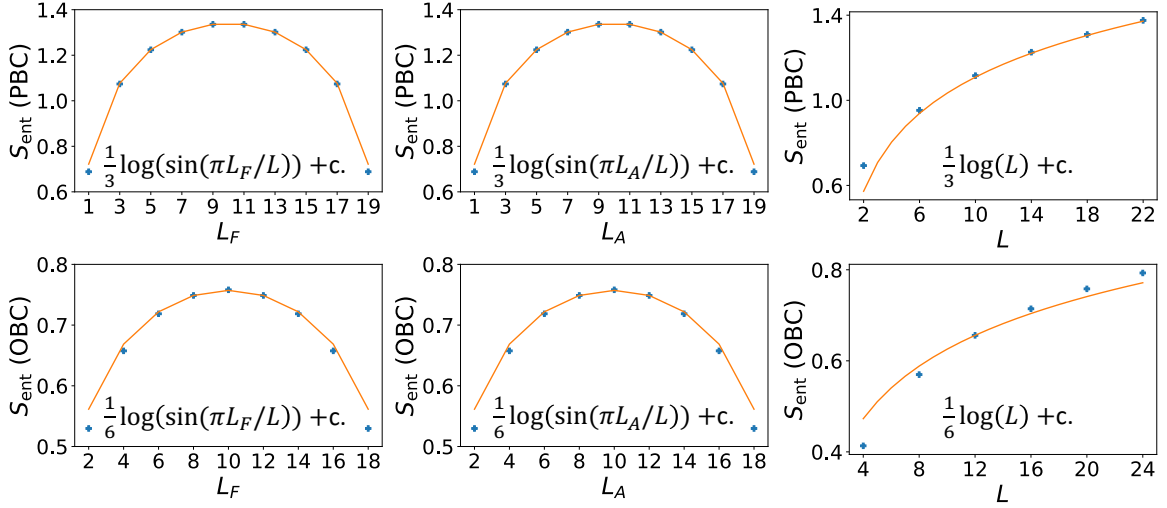 S_ent (PBC)
1.4
1.2
1.0
0.8
0.6
1/3 log(sin(πL_F/L)) +c.
1 3 5 7 9 11 13 15 17 19
L_F
S_ent (PBC)
1.4
1.2
1.0
0.8
0.6
1/3 log(sin(πL_A/L)) +c.
1 3 5 7 9 11 13 15 17 19
L_A
S_ent (PBC)
1.4
1.0
0.6
1/3 log(L) +c.
2 6 10 14 18 22
L
S_ent (OBC)
0.8
0.7
0.6
0.5
1/6 log(sin(πL_F/L)) +c.
2 4 6 8 10 12 14 16 18
L_F
S_ent (OBC)
0.8
0.7
0.6
0.5
1/6 log(sin(πL_A/L)) +c.
2 4 6 8 10 12 14 16 18
L_A
S_ent (OBC)
0.8
0.6
0.4
1/6 log(L) +c.
4 8 12 16 20 24
L